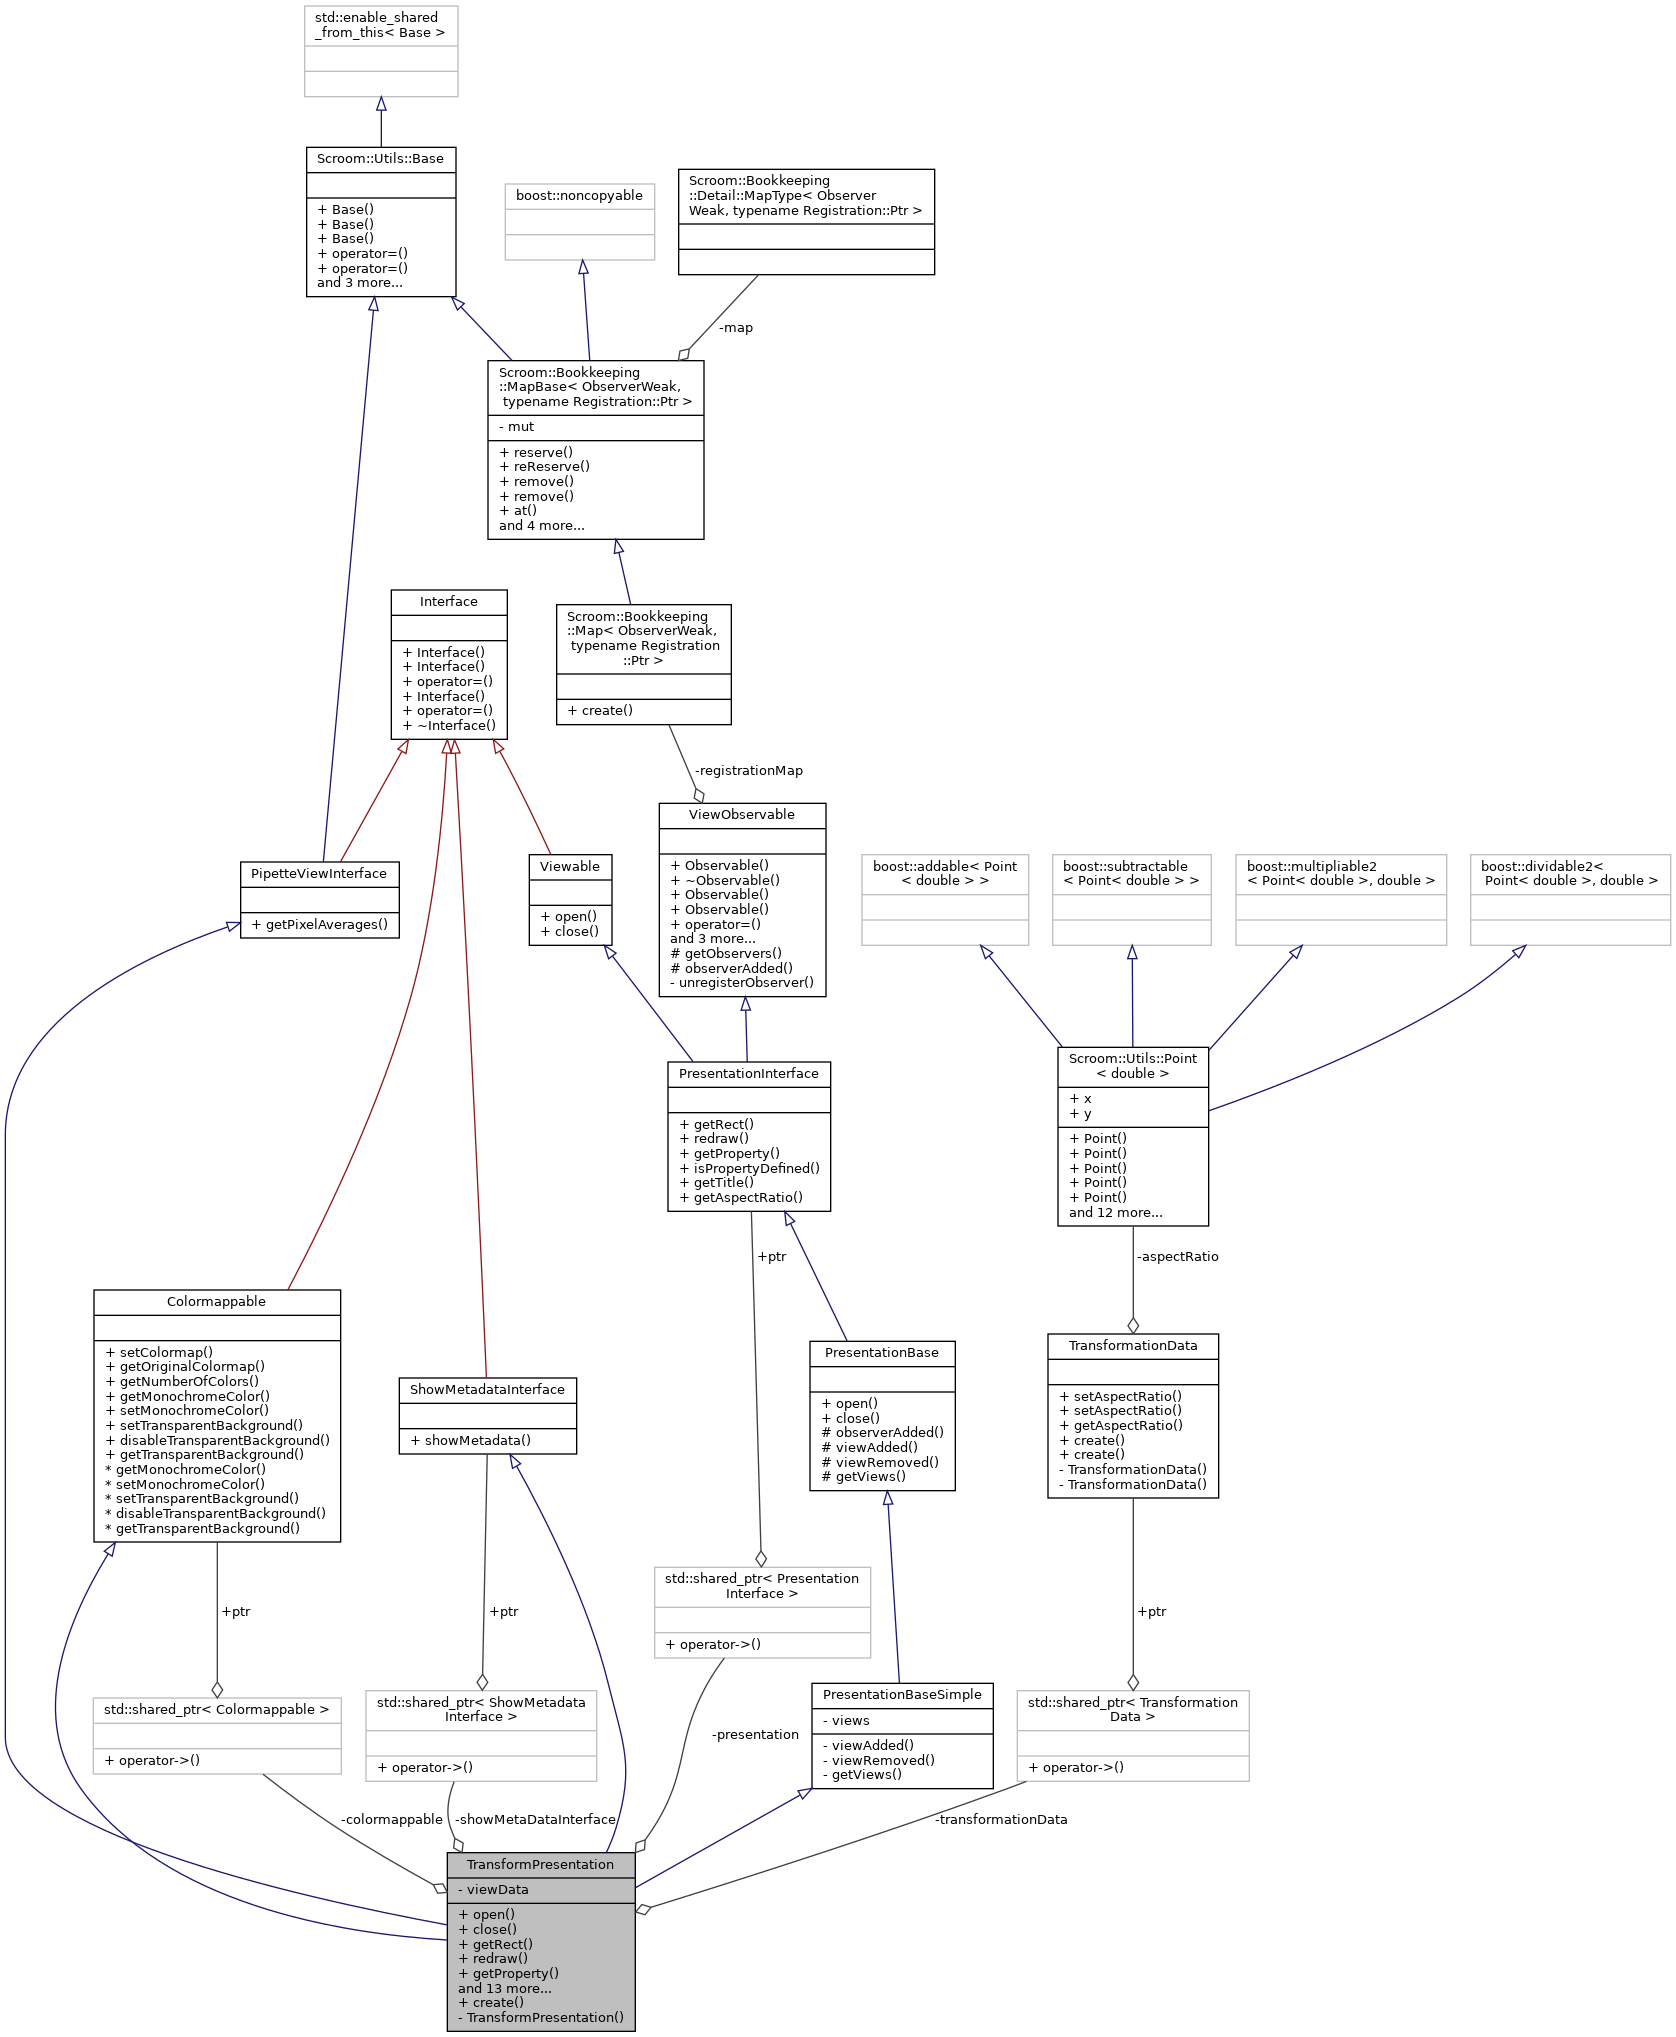 std::enable_shared
_from_this< Base >
Scroom::Utils::Base
+ Base()
+ Base()
+ Base()
+ operator=()
+ operator=()
and 3 more...
boost::noncopyable
Scroom::Bookkeeping
::Detail::MapType< Observer
Weak, typename Registration::Ptr >
-map
Scroom::Bookkeeping
::MapBase< ObserverWeak,
typename Registration::Ptr >
- mut
+ reserve()
+ reReserve()
+ remove()
+ remove()
+ at()
and 4 more...
Interface
+ Interface()
+ Interface()
+ operator=()
+ Interface()
+ operator=()
+ ~Interface()
Scroom::Bookkeeping
::Map< ObserverWeak,
typename Registration
::Ptr >
+ create()
-registrationMap
PipetteViewInterface
+ getPixelAverages()
Viewable
+ open()
+ close()
ViewObservable
+ Observable()
+ ~Observable()
+ Observable()
+ Observable()
+ operator=()
and 3 more...
# getObservers()
# observerAdded()
- unregisterObserver()
boost::addable< Point
< double > >
boost::subtractable
< Point< double > >
boost::multipliable2
< Point< double >, double >
boost::dividable2<
Point< double >, double >
PresentationInterface
+ getRect()
+ redraw()
+ getProperty()
+ isPropertyDefined()
+ getTitle()
+ getAspectRatio()
Scroom::Utils::Point
< double >
+ x
+ y
+ Point()
+ Point()
+ Point()
+ Point()
+ Point()
and 12 more...
+ptr
-aspectRatio
Colormappable
+ setColormap()
+ getOriginalColormap()
+ getNumberOfColors()
+ getMonochromeColor()
+ setMonochromeColor()
+ setTransparentBackground()
+ disableTransparentBackground()
+ getTransparentBackground()
* getMonochromeColor()
* setMonochromeColor()
* setTransparentBackground()
* disableTransparentBackground()
* getTransparentBackground()
ShowMetadataInterface
+ showMetadata()
PresentationBase
+ open()
+ close()
# observerAdded()
# viewAdded()
# viewRemoved()
# getViews()
TransformationData
+ setAspectRatio()
+ setAspectRatio()
+ getAspectRatio()
+ create()
+ create()
- TransformationData()
- TransformationData()
+ptr
+ptr
std::shared_ptr< Presentation
Interface >
+ operator->()
+ptr
std::shared_ptr< Colormappable >
+ operator->()
std::shared_ptr< ShowMetadata
Interface >
+ operator->()
-presentation
PresentationBaseSimple
- views
- viewAdded()
- viewRemoved()
- getViews()
std::shared_ptr< Transformation
Data >
+ operator->()
-colormappable
-showMetaDataInterface
-transformationData
TransformPresentation
- viewData
+ open()
+ close()
+ getRect()
+ redraw()
+ getProperty()
and 13 more...
+ create()
- TransformPresentation()